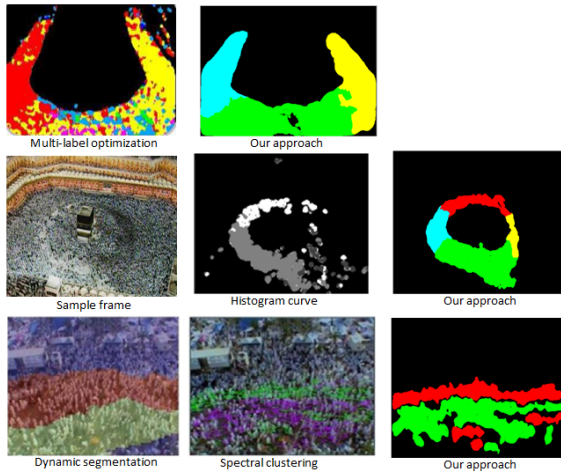 Multi-label optimization
Our approach
Sample frame
Histogram curve
Our approach
Dynamic segmentation
Spectral clustering
Our approach